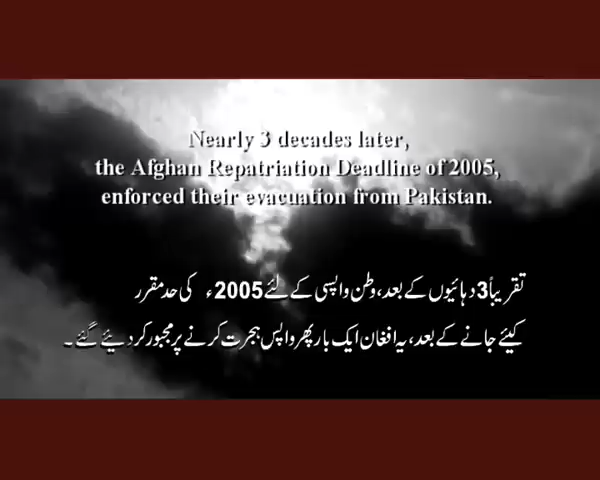 Nearly 3 decades later,
the Afghan Repatriation Deadline of 2005,
enforced their evacuation from Pakistan.
تقریباً 3 دہائیوں کے بعد، وطن واپسی کے لئے 2005ء کی حد مقرر
کیئے جانے کے بعد، یہ افغان ایک بار پھر واپس ہجرت کرنے پر مجبور کر دیئے گئے۔